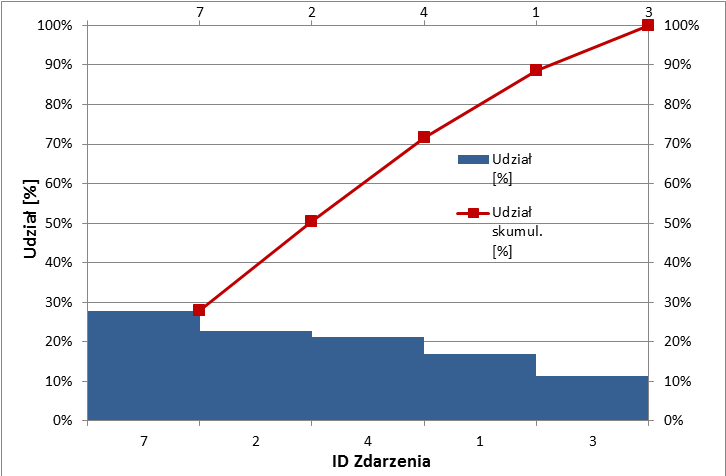 7 2 4 1 3
100% 100%
90% 90%
80% 80%
70% 70%
60% 60%
50% 50%
40% 40%
30% 30%
20% 20%
10% 10%
0% 0%
Udział [%]
Udział
[%]
Udział
skumul.
[%]
7 2 4 1 3
ID Zdarzenia